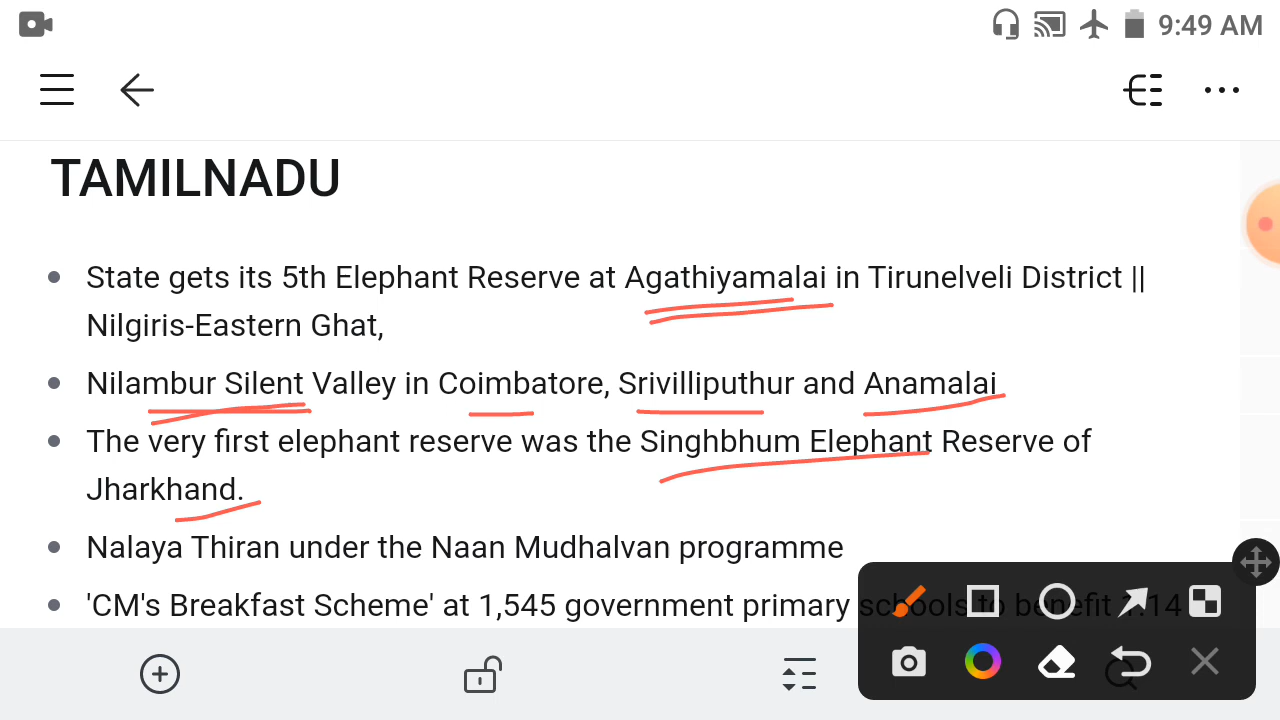 9:49 AM
TAMILNADU
State gets its 5th Elephant Reserve at Agathiyamalai in Tirunelveli District ||
Nilgiris-Eastern Ghat,
Nilambur Silent Valley in Coimbatore, Srivilliputhur and Anamalai
The very first elephant reserve was the Singhbhum Elephant Reserve of
Jharkhand.
Nalaya Thiran under the Naan Mudhalvan programme
'CM's Breakfast Scheme' at 1,545 government primary schools to benefit 1.14